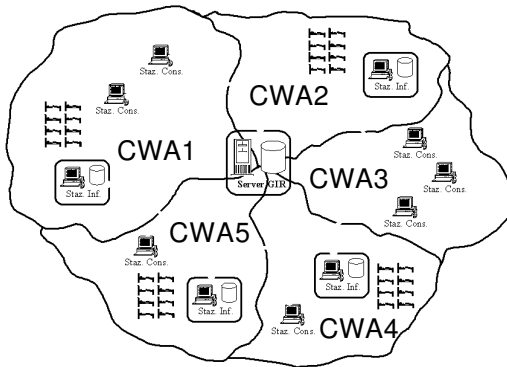 Staz. Cons.
Staz. Cons.
CWA1
Staz. Inf.
CWA2
Staz. Inf.
Server GIR
CWA3
Staz. Cons.
Staz. Cons.
Staz. Cons.
CWA5
Staz. Cons.
Staz. Inf.
Staz. Inf.
Staz. Cons.
CWA4